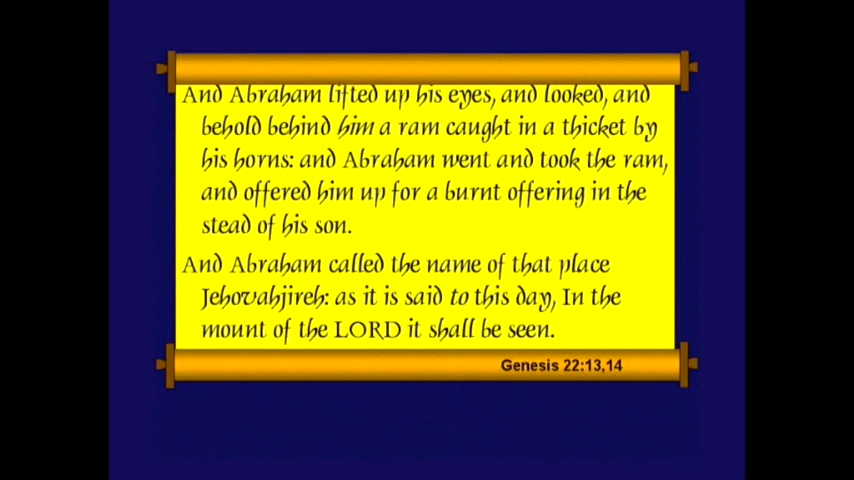 And Abraham lifted up his eyes, and looked, and
behold behind him a ram caught in a thicket by
his horns: and Abraham went and took the ram,
and offered him up for a burnt offering in the
stead of his son.
And Abraham called the name of that place
Jehovahjireh: as it is said to this day, In the
mount of the LORD it shall be seen.
Genesis 22:13,14